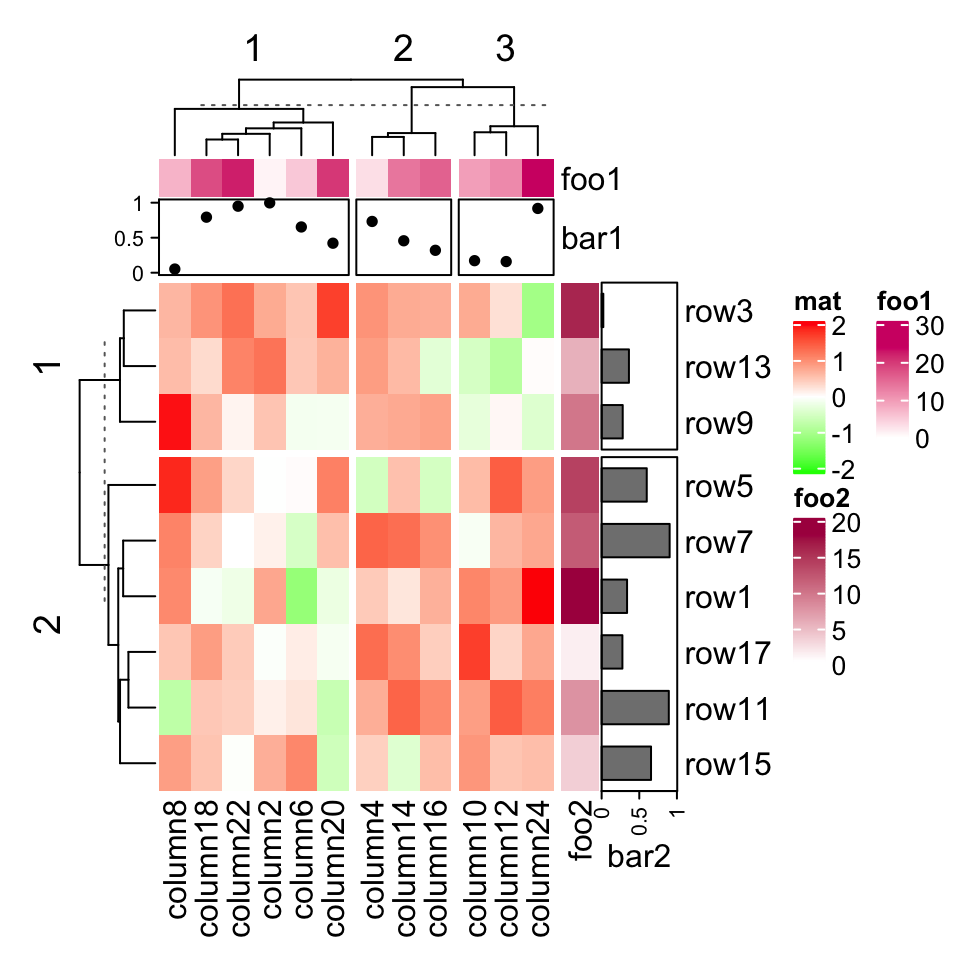 1 2 3
foo1
1
0.5
0
bar1
1
2
row3
row13
row9
row5
row7
row1
row17
row11
row15
column8
column18
column22
column2
column6
column20
column4
column14
column16
column10
column12
column24
foo2
0
0.5
1
bar2
mat
2
1
0
-1
-2
foo1
30
20
10
0
foo2
20
15
10
5
0